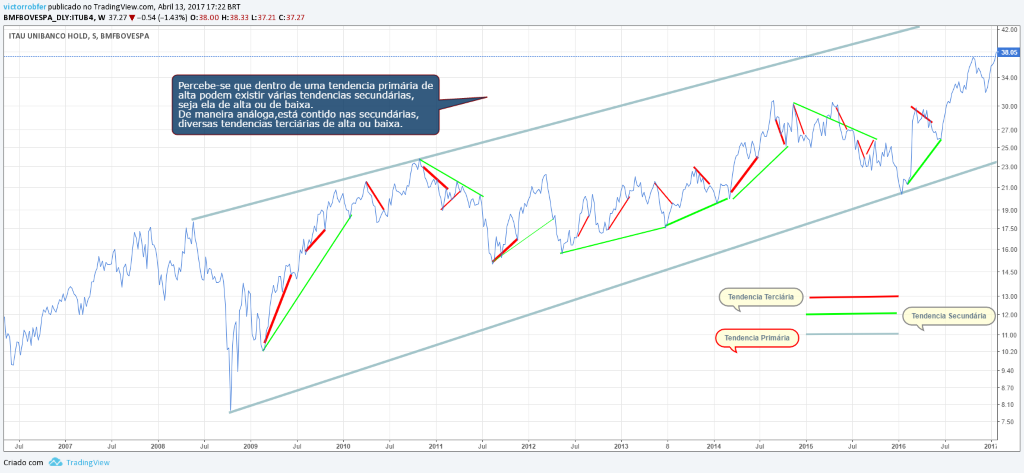 victorrobfer publicado no TradingView.com, Abril 13, 2017 17:22 BRT
BMFBOVESPA_DLY:ITUB4, W 37.27 ▼ −0.54 (−1.43%) O:38.00 H:38.33 L:37.21 C:37.27
ITAU UNIBANCO HOLD, S, BMFBOVESPA
Percebe-se que dentro de uma tendencia primária de
alta podem existir várias tendencias secundárias,
seja ela de alta ou de baixa.
De maneira análoga,está contido nas secundárias,
diversas tendencias terciárias de alta ou baixa.
42.00
38.05
34.00
31.00
27.00
25.00
23.00
21.00
19.00
17.50
16.00
14.50
13.00
12.00
11.00
10.20
9.40
8.70
8.10
7.50
Tendencia Terciária
Tendencia Secundária
Tendencia Primária
Jul 2007 Jul 2008 Jul 2009 Jul 2010 Jul 2011 Jul 2012 Jul 2013 8 2014 Jul 2015 Jul 2016 Jul 2017
Criado com TradingView